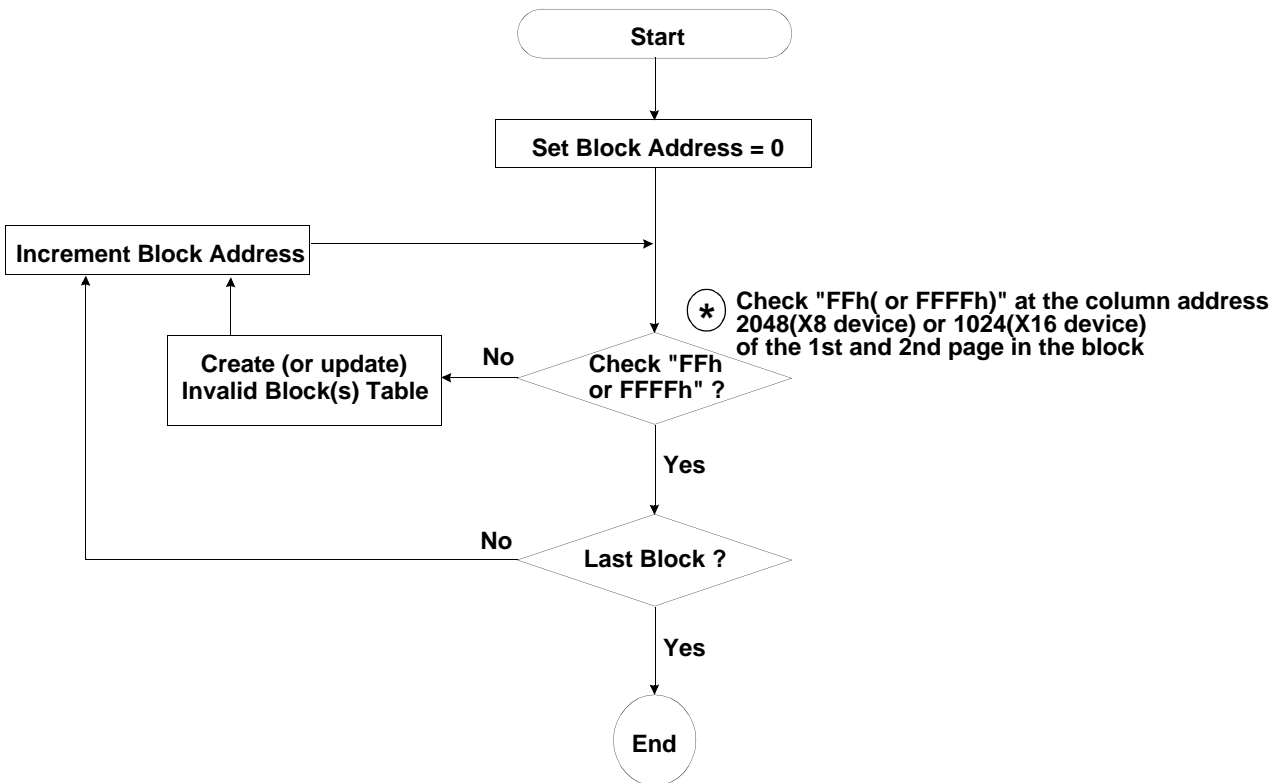 Start
Set Block Address = 0
Increment Block Address
* Check "FFh( or FFFFh)" at the column address
2048(X8 device) or 1024(X16 device)
of the 1st and 2nd page in the block
Create (or update)
Invalid Block(s) Table
No
Check "FFh
or FFFFh" ?
Yes
No
Last Block ?
Yes
End